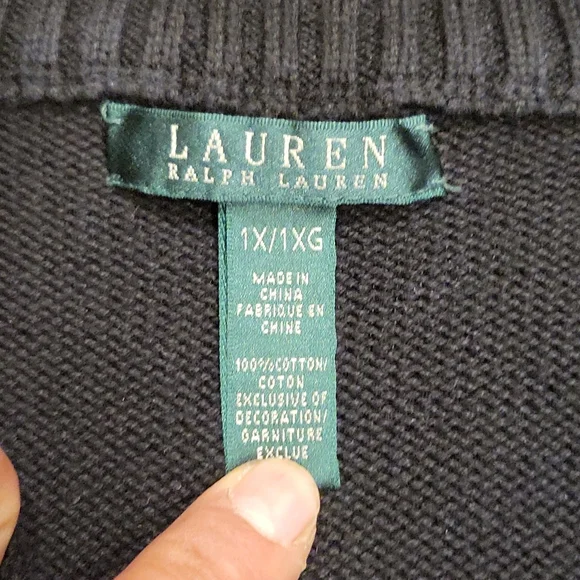 LAUREN
RALPH LAUREN
1X/1XG
MADE IN
CHINA
FABRIQUE EN
CHINE
100%COTTON/
COTON
EXCLUSIVE OF
DECORATION/
GARNITURE
EXCLUE